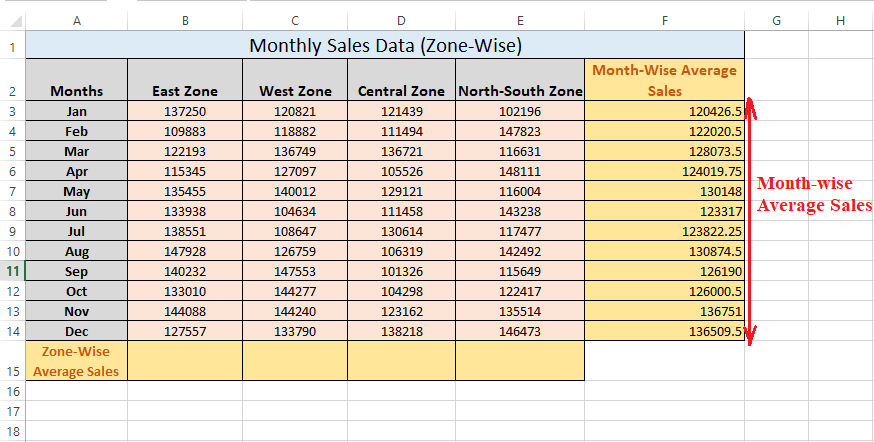 A B C D E F G H
1 Monthly Sales Data (Zone-Wise)
Month-Wise Average
2 Months East Zone West Zone Central Zone North-South Zone Sales
3 Jan 137250 120821 121439 102196 120426.5
4 Feb 109883 118882 111494 147823 122020.5
5 Mar 122193 136749 136721 116631 128073.5
6 Apr 115345 127097 105526 148111 124019.75
7 May 135455 140012 129121 116004 130148
8 Jun 133938 104634 111458 143238 123317
9 Jul 138551 108647 130614 117477 123822.25
10 Aug 147928 126759 106319 142492 130874.5
11 Sep 140232 147553 101326 115649 126190
12 Oct 133010 144277 104298 122417 126000.5
13 Nov 144088 144240 123162 135514 136751
14 Dec 127557 133790 138218 146473 136509.5
Month-wise
Average Sales
Zone-Wise
15 Average Sales
16
17
18